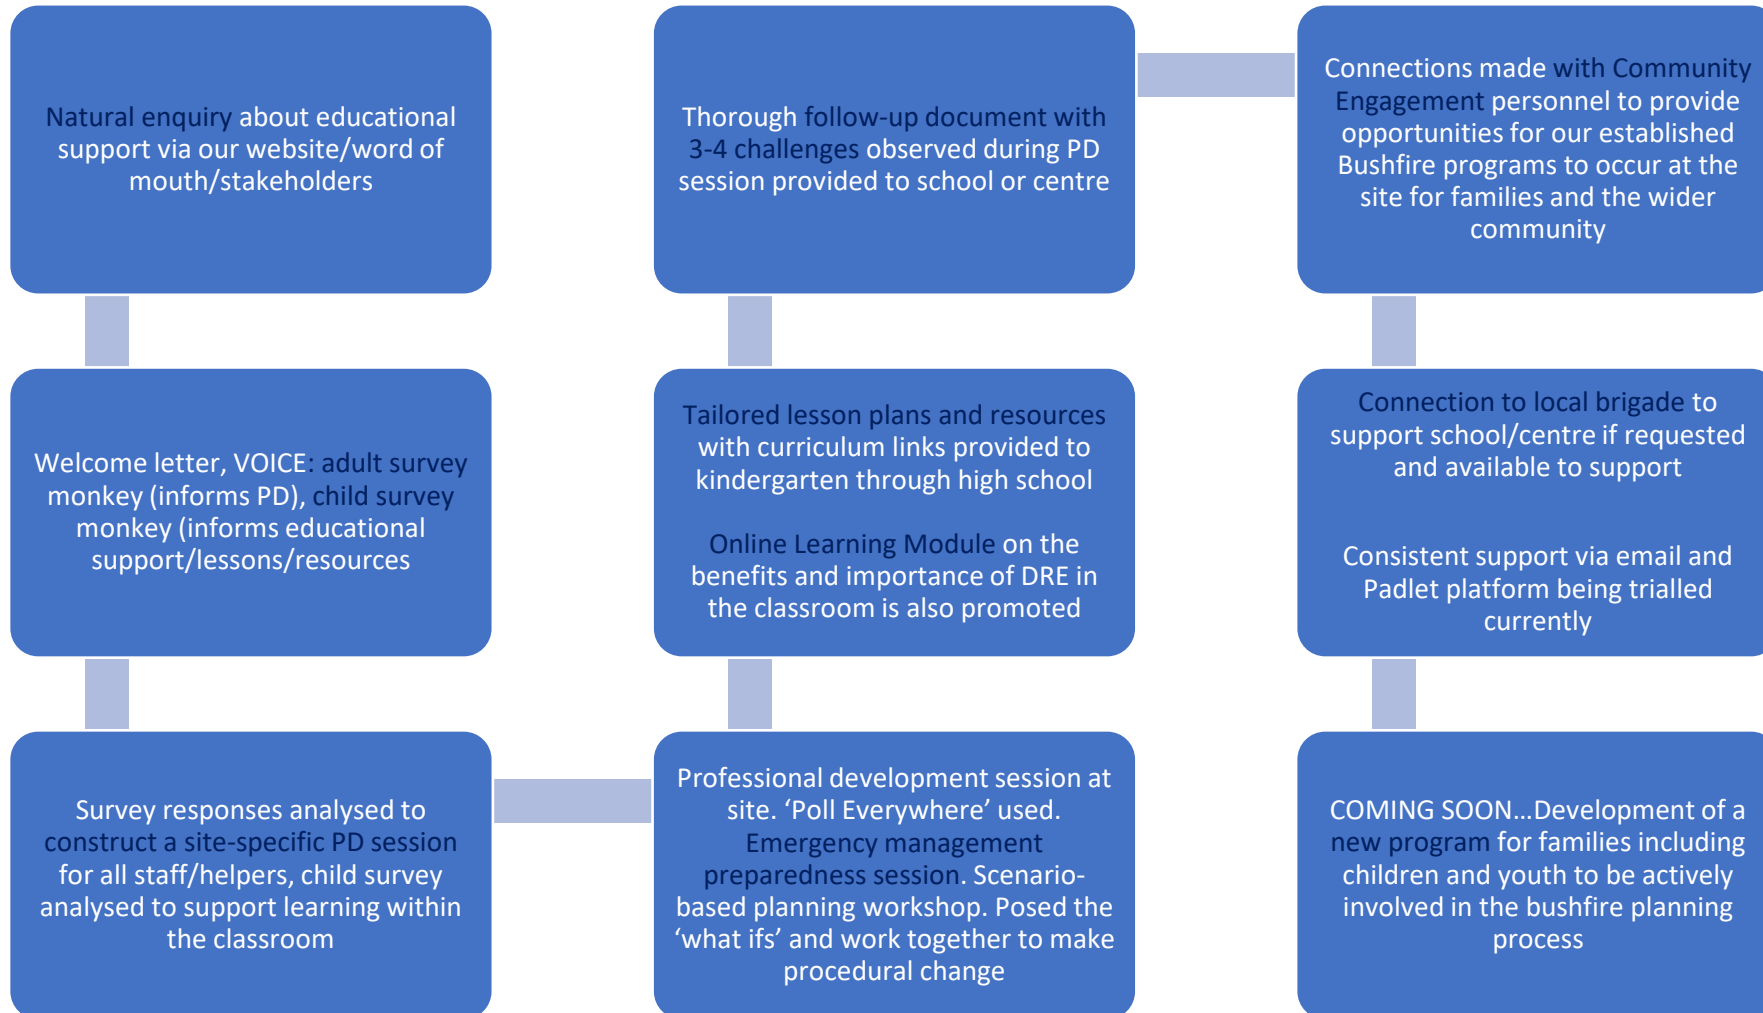 Natural enquiry about educational
support via our website/word of
mouth/stakeholders
Welcome letter, VOICE: adult survey
monkey (informs PD), child survey
monkey (informs educational
support/lessons/resources
Survey responses analysed to
construct a site-specific PD session
for all staff/helpers, child survey
analysed to support learning within
the classroom
Professional development session at
site. ‘Poll Everywhere’ used.
Emergency management
preparedness session. Scenario-
based planning workshop. Posed the
‘what ifs’ and work together to make
procedural change
Tailored lesson plans and resources
with curriculum links provided to
kindergarten through high school
Online Learning Module on the
benefits and importance of DRE in
the classroom is also promoted
Thorough follow-up document with
3-4 challenges observed during PD
session provided to school or centre
Connections made with Community
Engagement personnel to provide
opportunities for our established
Bushfire programs to occur at the
site for families and the wider
community
Connection to local brigade to
support school/centre if requested
and available to support
Consistent support via email and
Padlet platform being trialled
currently
COMING SOON…Development of a
new program for families including
children and youth to be actively
involved in the bushfire planning
process